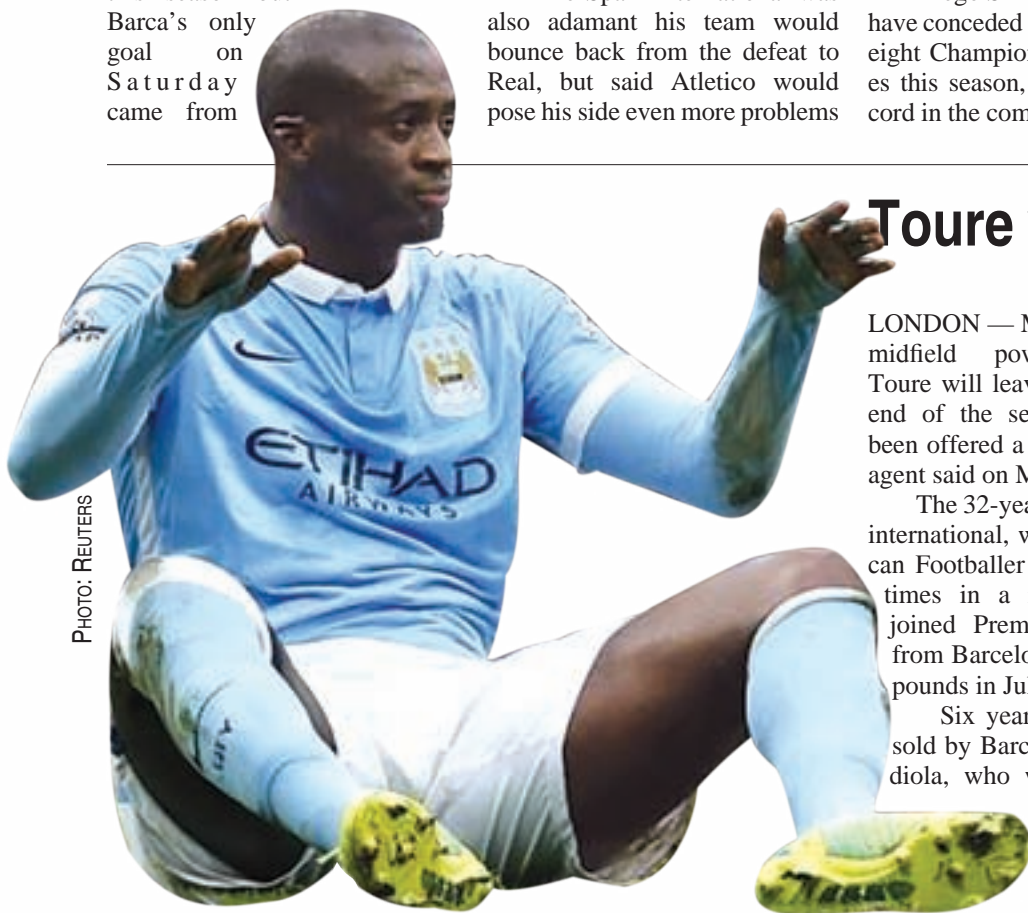 Barca's only
goal on
Saturday
came from
also adamant his team would
bounce back from the defeat to
Real, but said Atletico would
pose his side even more problems
have conceded
eight Champion
es this season,
cord in the com
Toure
LONDON — M
midfield pow
Toure will leav
end of the se
been offered a
agent said on M
The 32-yea
international, w
can Footballer
times in a
joined Prem
from Barcelo
pounds in Jul
Six year
sold by Barc
diola, who w
PHOTO: REUTERS
ETIHAD
AIRWAYS